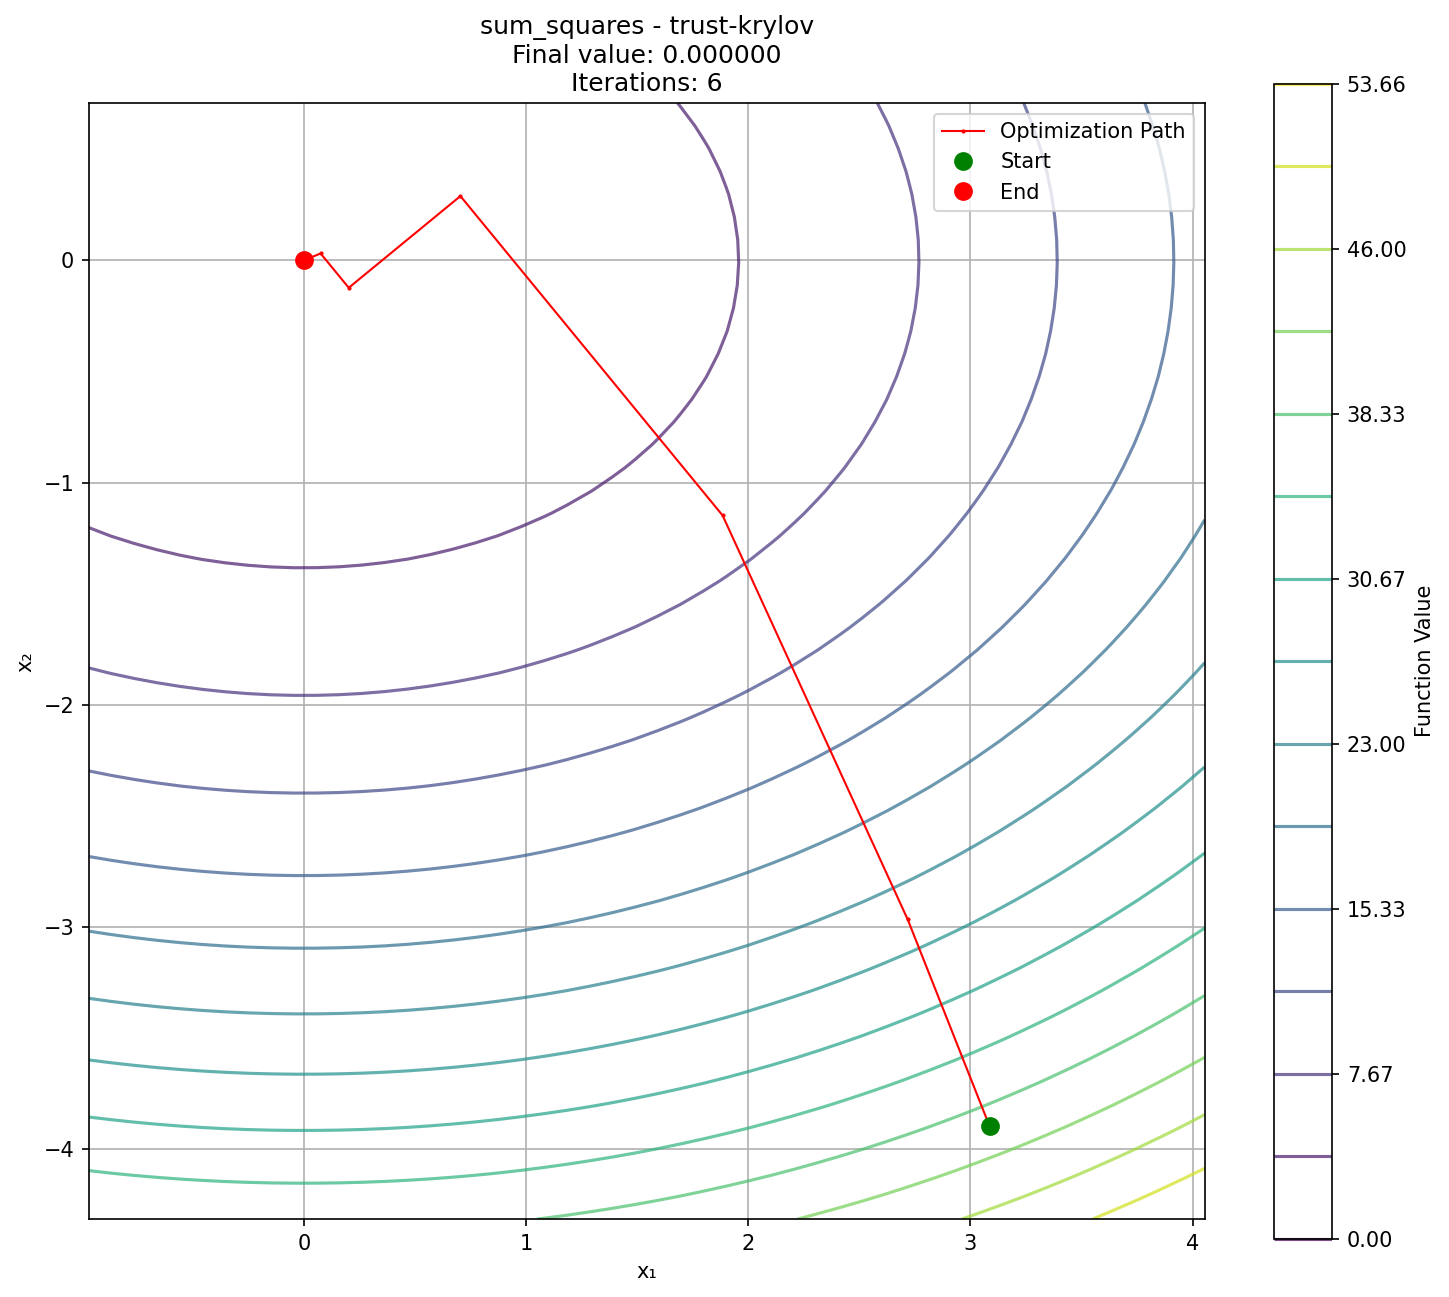 sum_squares - trust-krylov
Final value: 0.000000
Iterations: 6
Optimization Path
Start
End
0
−1
−2
−3
−4
x₂
0
1
2
3
4
x₁
53.66
46.00
38.33
30.67
23.00
15.33
7.67
0.00
Function Value